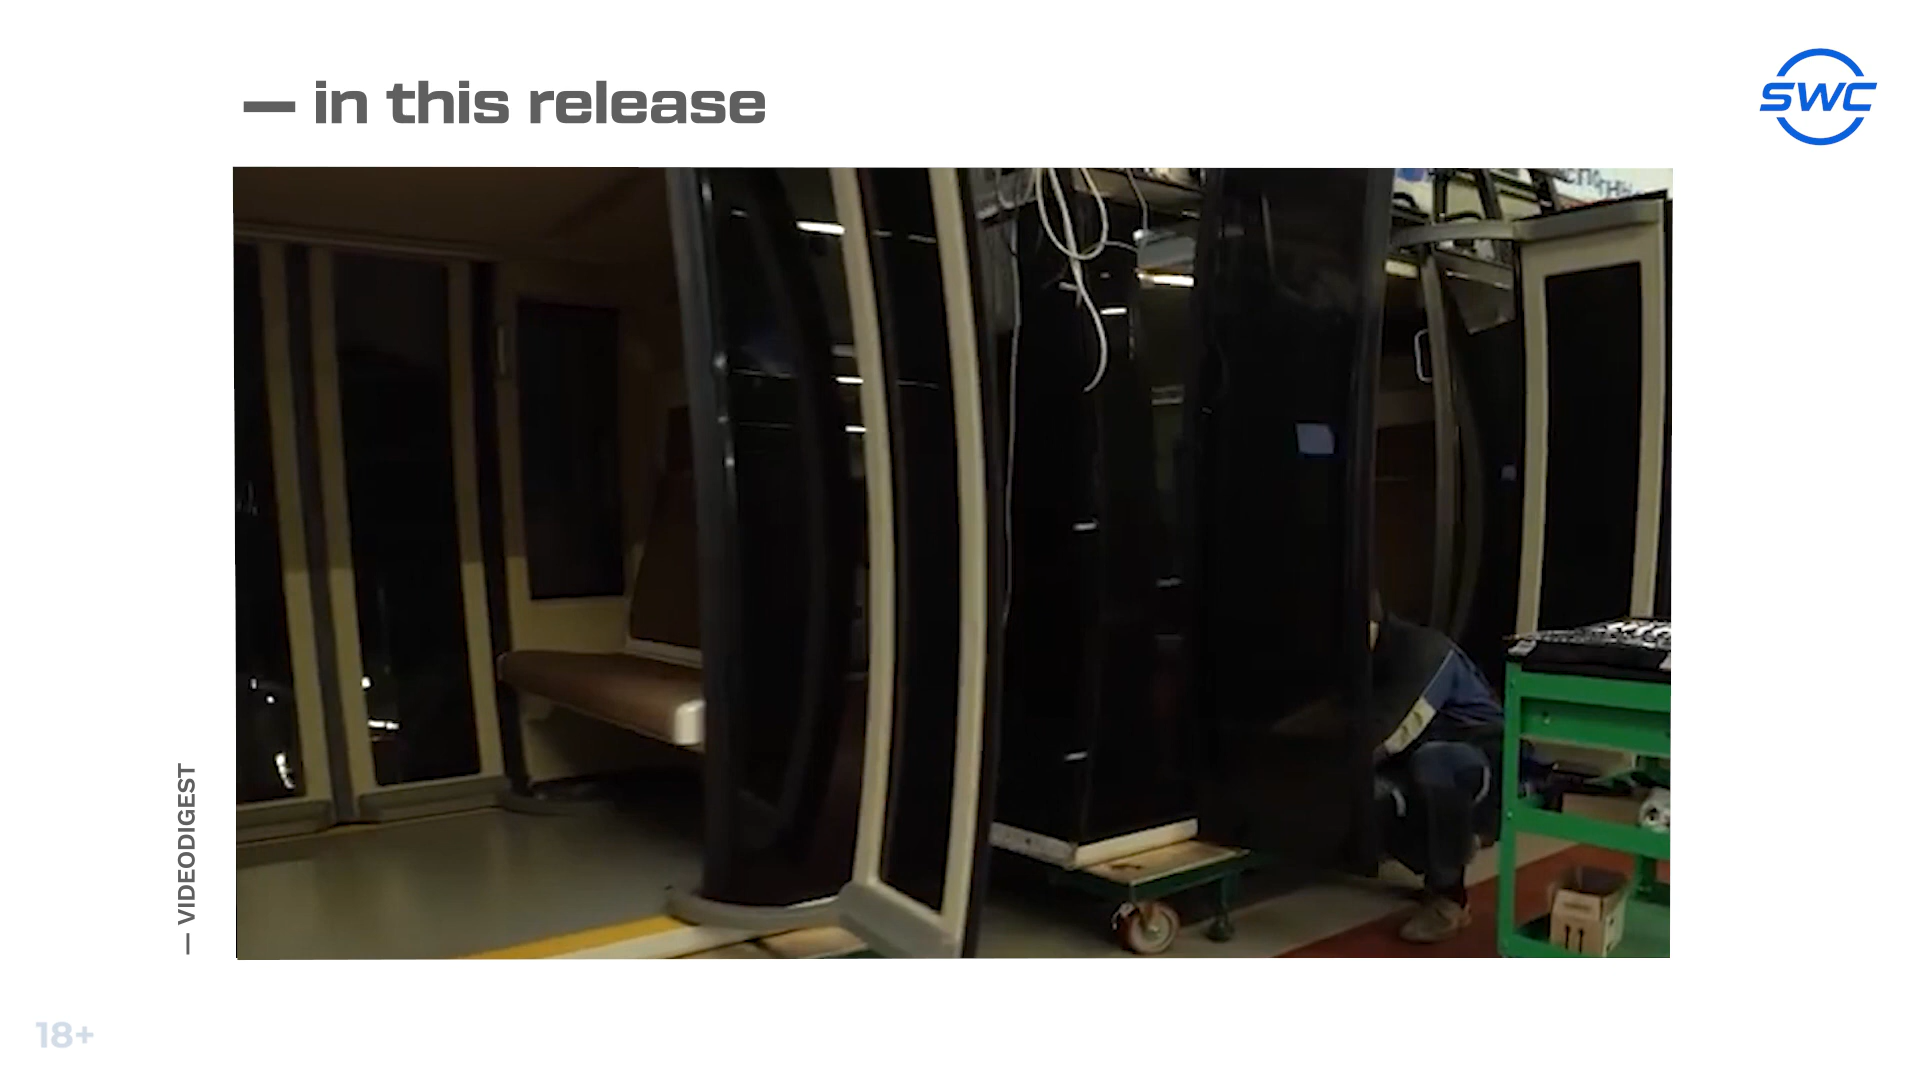 — in this release
SWC
— VIDEODIGEST
18+